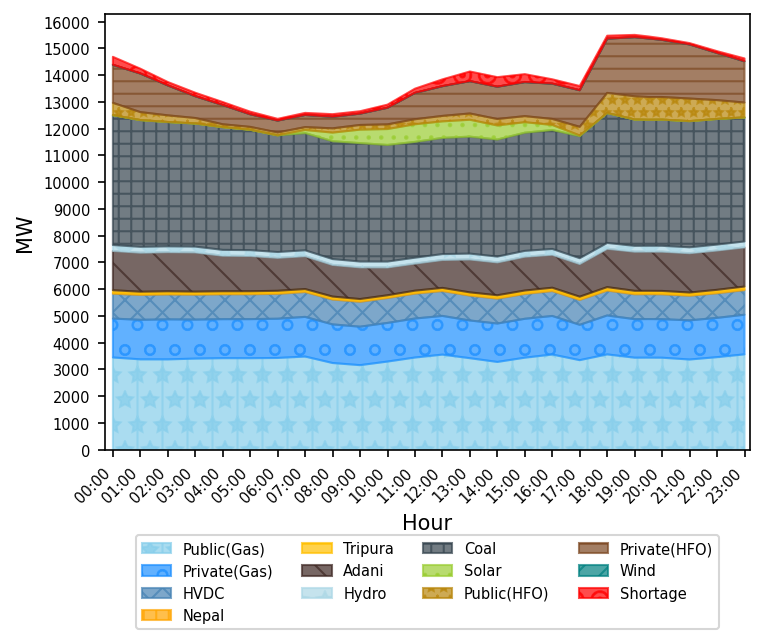 16000
15000
14000
13000
12000
11000
10000
9000
8000
7000
6000
5000
4000
3000
2000
1000
0
MW
00:00 01:00 02:00 03:00 04:00 05:00 06:00 07:00 08:00 09:00 10:00 11:00 12:00 13:00 14:00 15:00 16:00 17:00 18:00 19:00 20:00 21:00 22:00 23:00
Hour
Public(Gas) Tripura Coal Private(HFO)
Private(Gas) Adani Solar Wind
HVDC Hydro Public(HFO) Shortage
Nepal